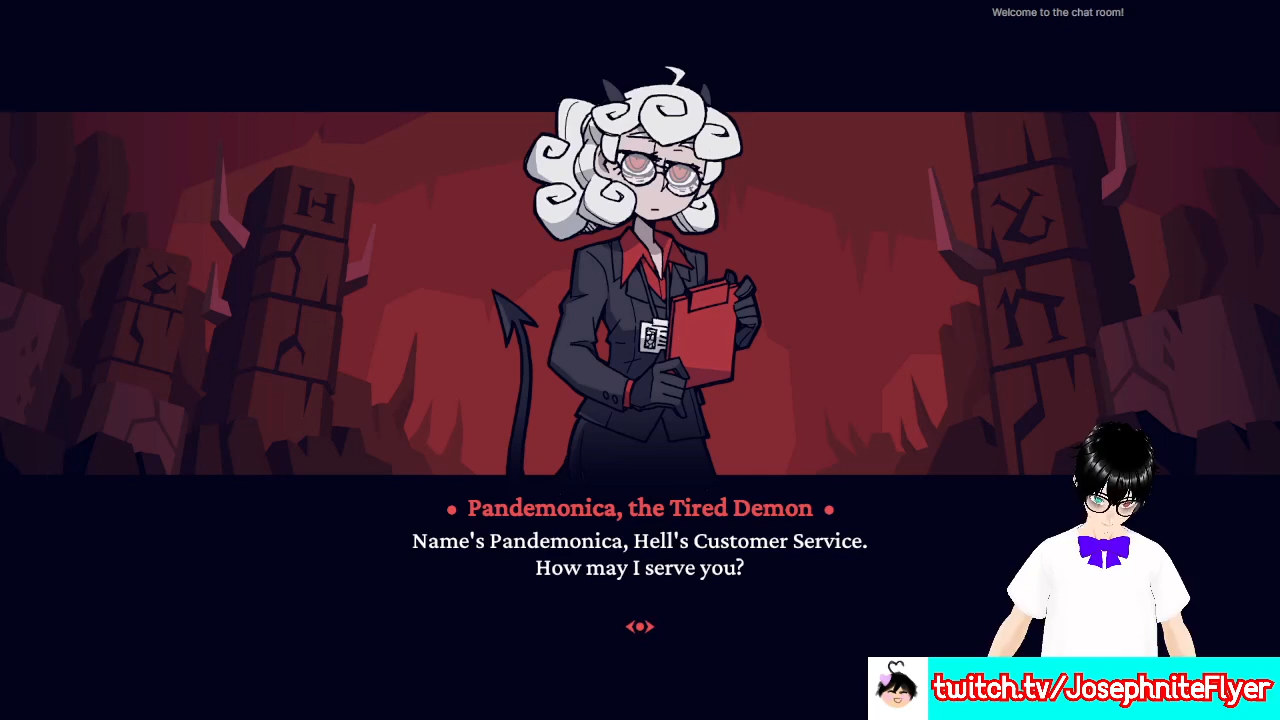 Welcome to the chat room!
• Pandemonica, the Tired Demon •
Name's Pandemonica, Hell's Customer Service.
How may I serve you?
twitch.tv/JosephniteFlyer